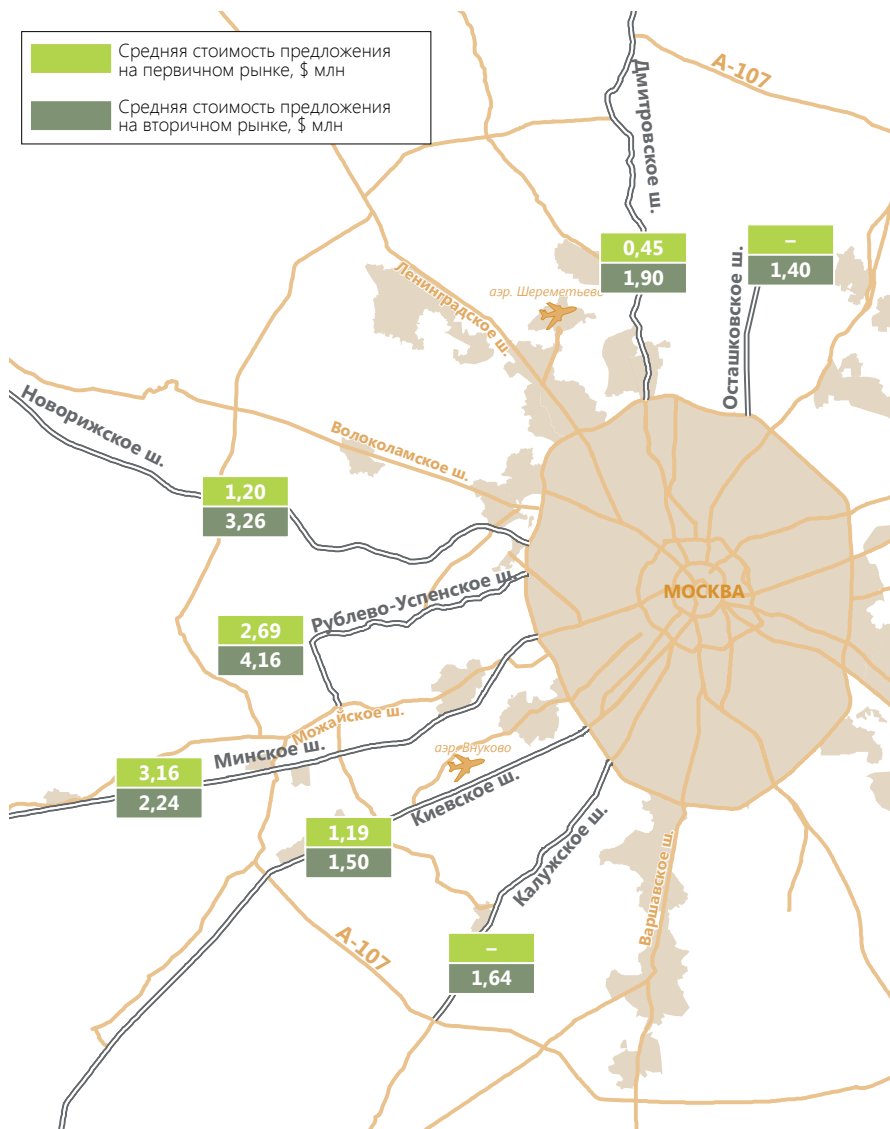 Средняя стоимость предложения
на первичном рынке, $ млн
Средняя стоимость предложения
на вторичном рынке, $ млн
А-107
Дмитровское ш.
0,45
1,90
–
1,40
Осташковское ш.
Ленинградское ш.
аэр. Шереметьево
Новорижское ш.
Волоколамское ш.
1,20
3,26
МОСКВА
Рублево-Успенское ш.
2,69
4,16
Можайское ш.
Минское ш.
аэр. Внуково
3,16
2,24
Киевское ш.
1,19
1,50
Калужское ш.
Варшавское ш.
А-107
–
1,64